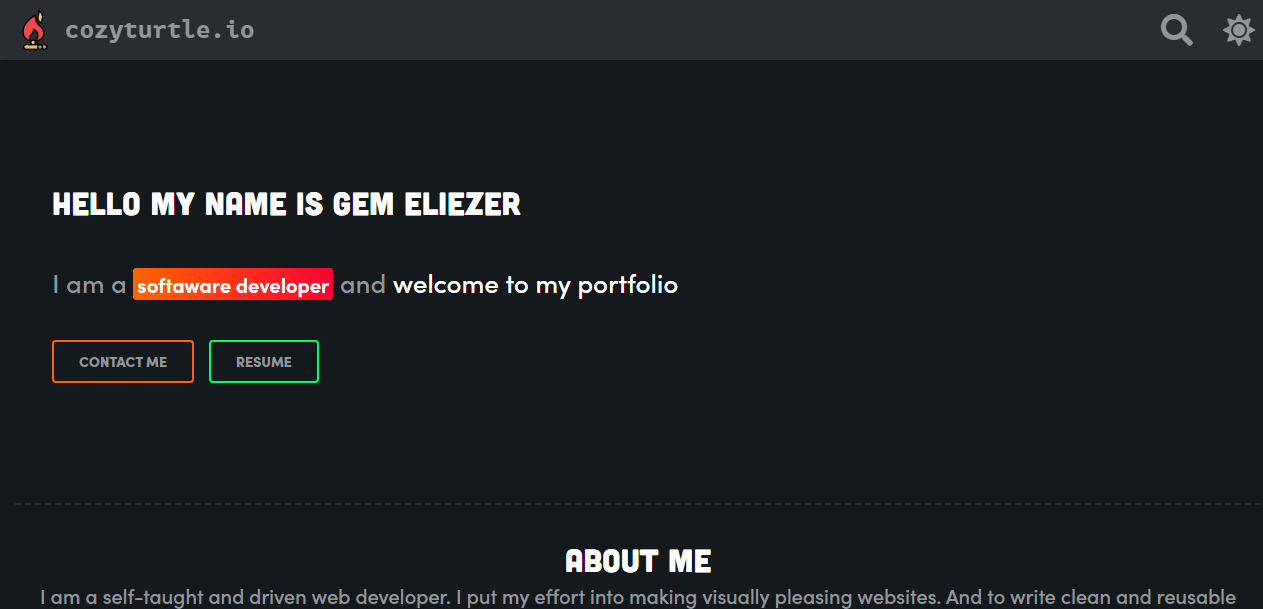 cozyturtle.io
HELLO MY NAME IS GEM ELIEZER
I am a softaware developer and welcome to my portfolio
CONTACT ME
RESUME
ABOUT ME
I am a self-taught and driven web developer. I put my effort into making visually pleasing websites. And to write clean and reusable